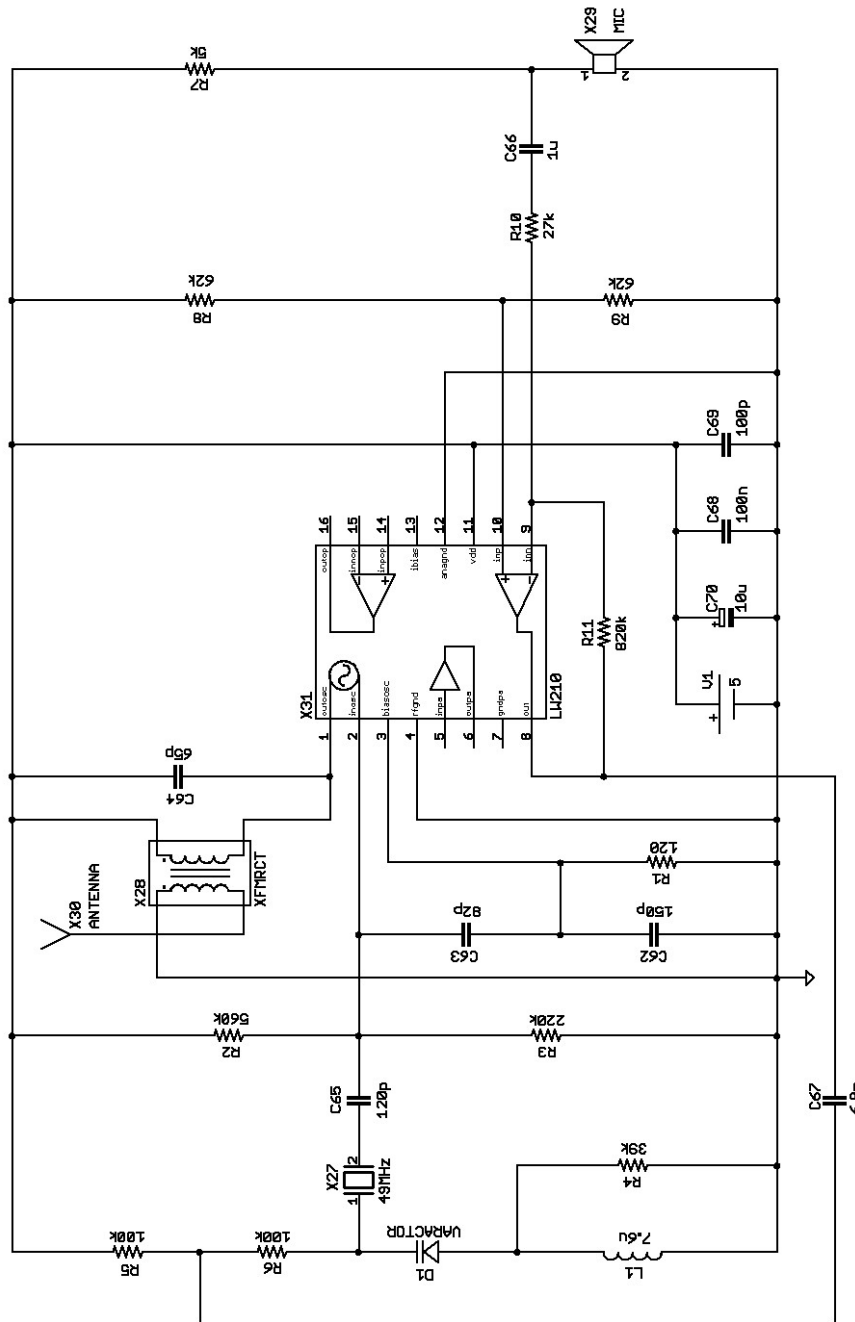 5k
R7
X29
MIC
1
2
C66
1u
R10
27k
62k
R8
62k
R9
C69
100p
C68
100n
C70
10u
+
V1
+
5
16
15
14
13
12
11
10
9
outop
innop
inpop
ibias
anagnd
vdd
inp
inn
R11
820k
X31
LW210
outosc
inosc
biasosc
rfgnd
inpa
outpa
gndpa
out
1
2
3
4
5
6
7
8
65p
C64
X28
XFMRCT
X30
ANTENNA
82p
C63
150p
C62
120
R1
560k
R2
220k
R3
C65
120p
X27
49MHz
1
2
39k
R4
C67
100k
R5
100k
R6
VARACTOR
D1
7.6u
L1